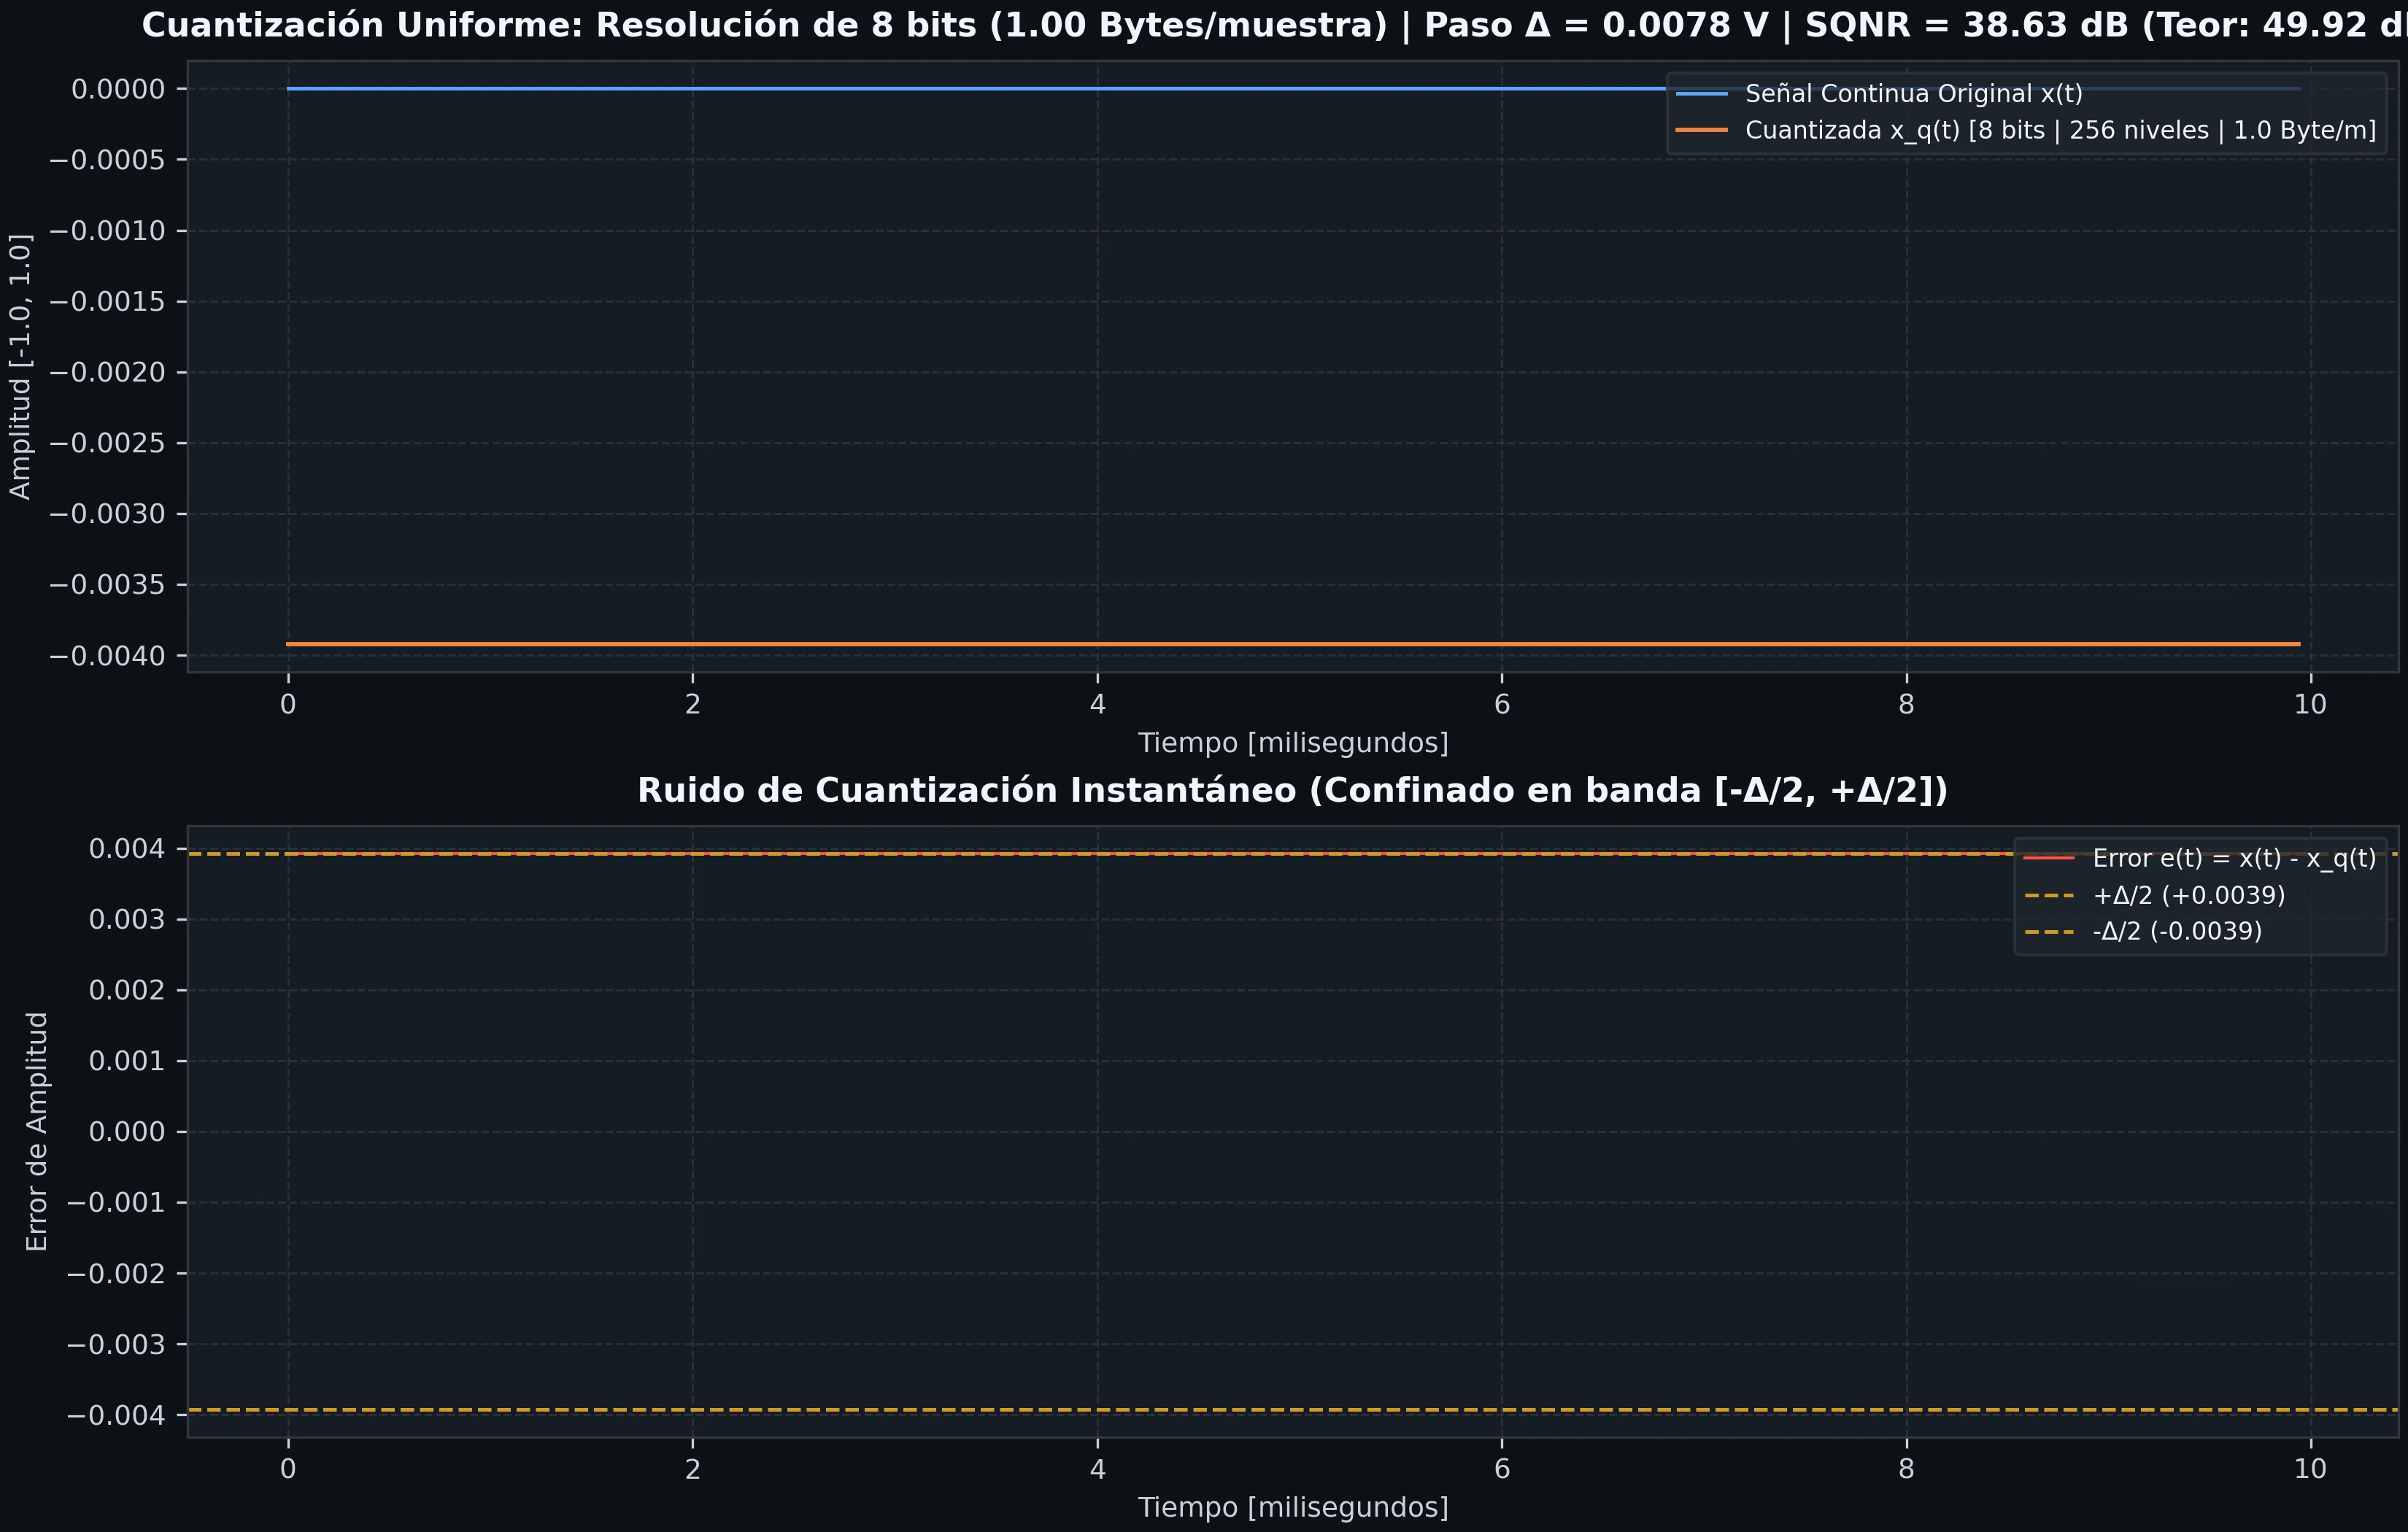 Cuantización Uniforme: Resolución de 8 bits (1.00 Bytes/muestra) | Paso Δ = 0.0078 V | SQNR = 38.63 dB (Teor: 49.92 d
0.0000
−0.0005
−0.0010
−0.0015
−0.0020
−0.0025
−0.0030
−0.0035
−0.0040
Amplitud [-1.0, 1.0]
Señal Continua Original x(t)
Cuantizada x_q(t) [8 bits | 256 niveles | 1.0 Byte/m]
0 2 4 6 8 10
Tiempo [milisegundos]
Ruido de Cuantización Instantáneo (Confinado en banda [-Δ/2, +Δ/2])
0.004
0.003
0.002
0.001
0.000
−0.001
−0.002
−0.003
−0.004
Error de Amplitud
Error e(t) = x(t) - x_q(t)
+Δ/2 (+0.0039)
-Δ/2 (-0.0039)
0 2 4 6 8 10
Tiempo [milisegundos]